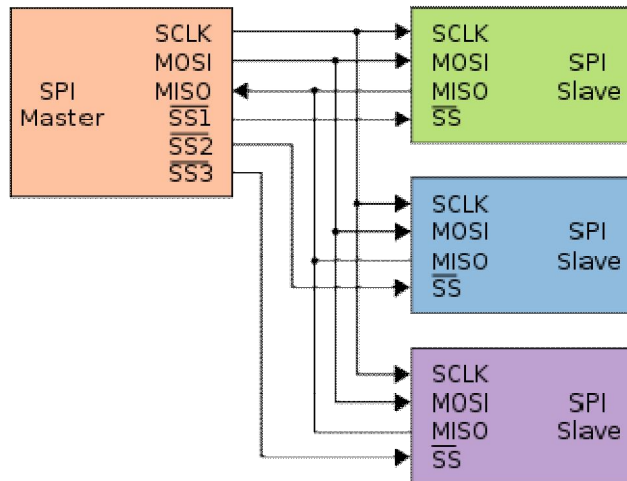 SCLK
MOSI
MISO
SS1
SS2
SS3
SPI
Master
SCLK
MOSI
MISO
SS
SPI
Slave
SCLK
MOSI
MISO
SS
SPI
Slave
SCLK
MOSI
MISO
SS
SPI
Slave